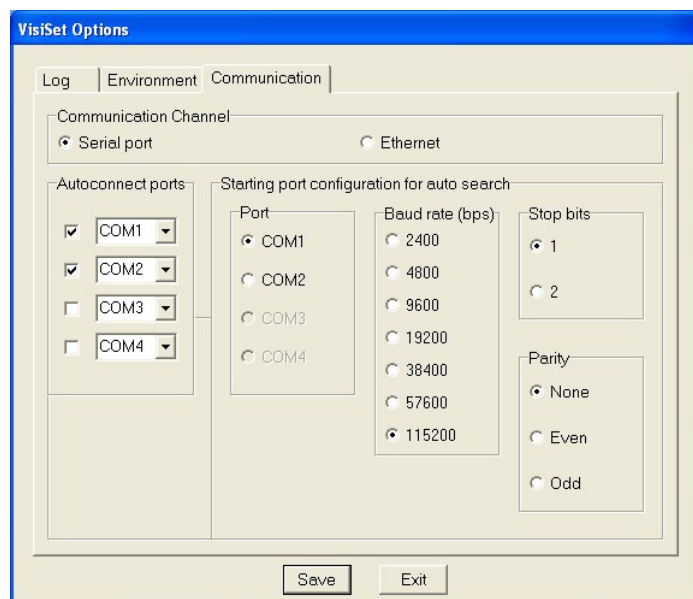 VisiSet Options
Log
Environment
Communication
Communication Channel
Serial port
Ethernet
Autoconnect ports
COM1
COM2
COM3
COM4
Starting port configuration for auto search
Port
COM1
COM2
COM3
COM4
Baud rate (bps)
2400
4800
9600
19200
38400
57600
115200
Stop bits
1
2
Parity
None
Even
Odd
Save
Exit